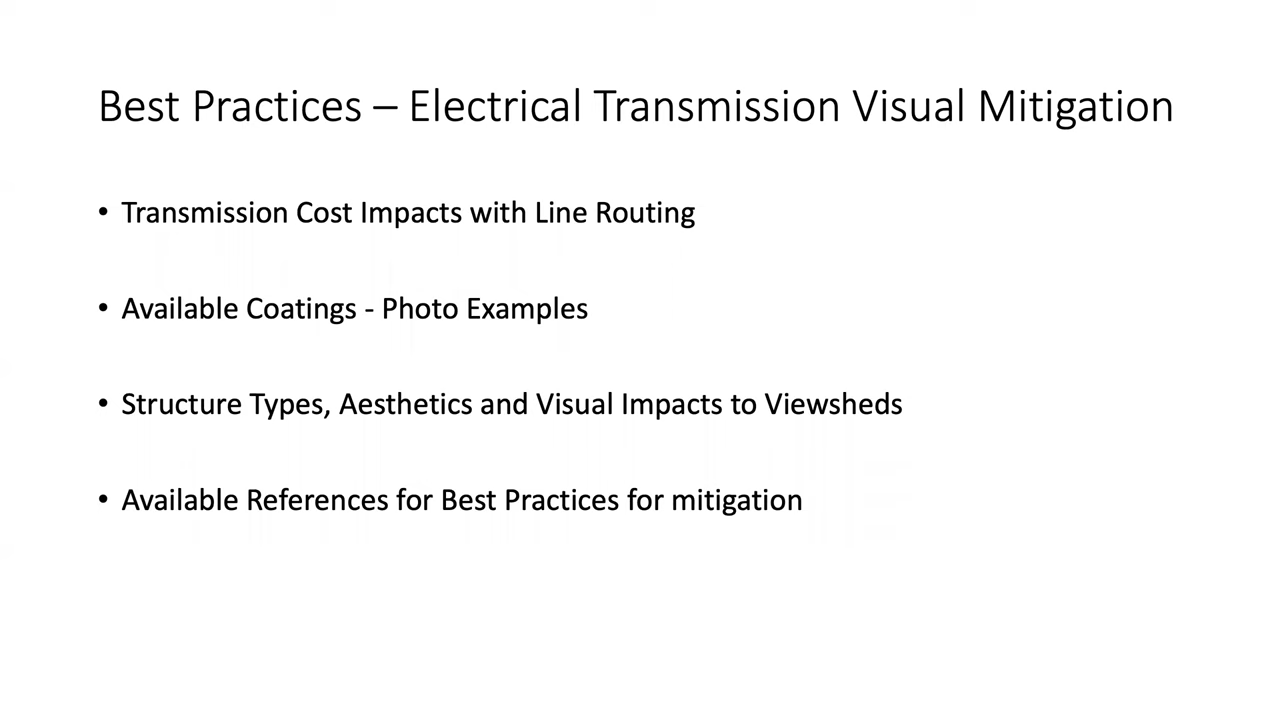 Best Practices – Electrical Transmission Visual Mitigation
• Transmission Cost Impacts with Line Routing
• Available Coatings - Photo Examples
• Structure Types, Aesthetics and Visual Impacts to Viewsheds
• Available References for Best Practices for mitigation